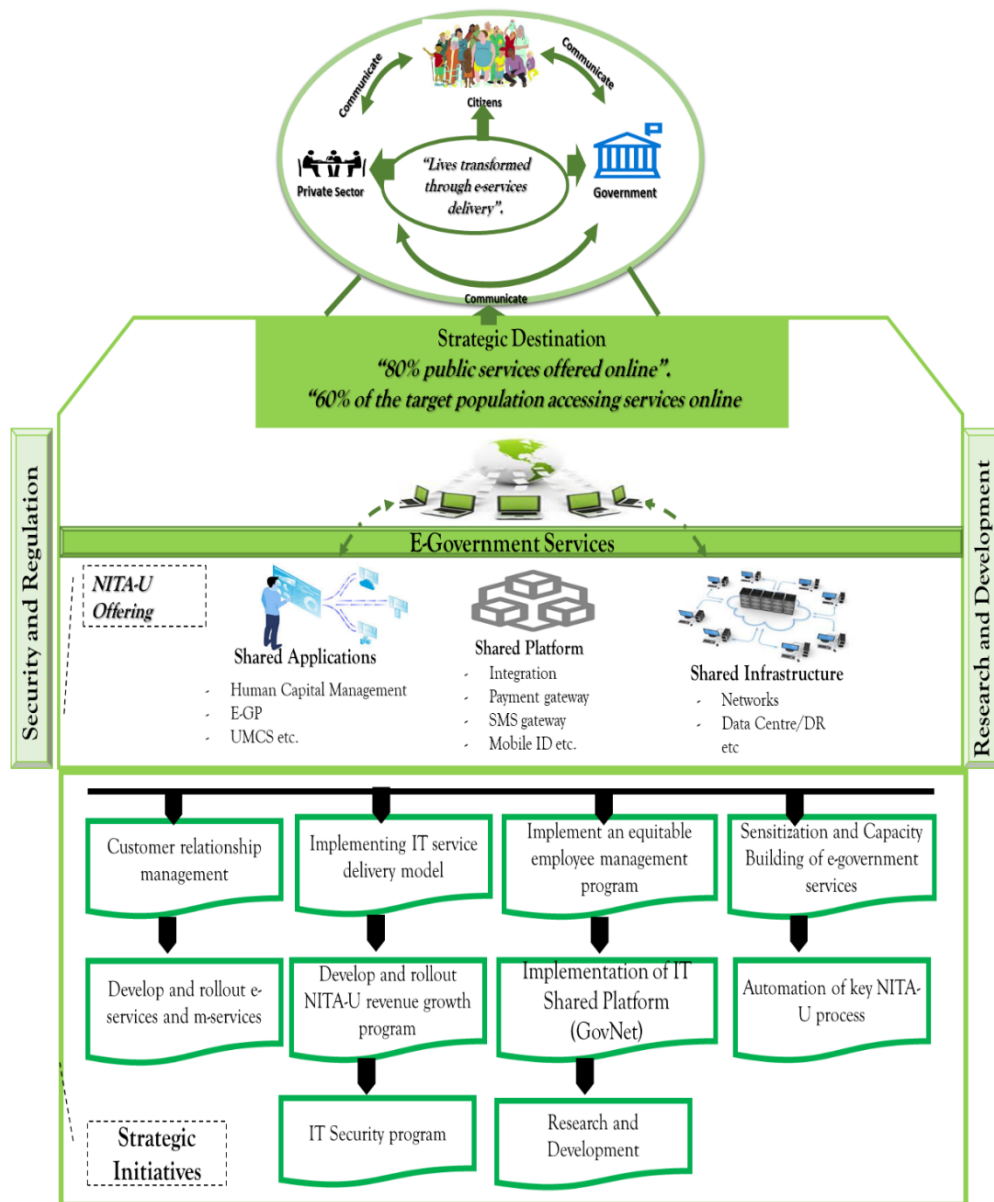 Communicate
Communicate
Citizens
Private Sector
"Lives transformed
through e-services
delivery".
Government
Communicate
Strategic Destination
"80% public services offered online".
"60% of the target population accessing services online
Security and Regulation
Research and Development
E-Government Services
NITA-U
Offering
Shared Applications
- Human Capital Management
- E-GP
- UMCS etc.
Shared Platform
- Integration
- Payment gateway
- SMS gateway
- Mobile ID etc.
Shared Infrastructure
- Networks
- Data Centre/DR
etc
Customer relationship
management
Implementing IT service
delivery model
Implement an equitable
employee management
program
Sensitization and Capacity
Building of e-government
services
Develop and rollout e-
services and m-services
Develop and rollout
NITA-U revenue growth
program
Implementation of IT
Shared Platform
(GovNet)
Automation of key NITA-
U process
IT Security program
Research and
Development
Strategic
Initiatives